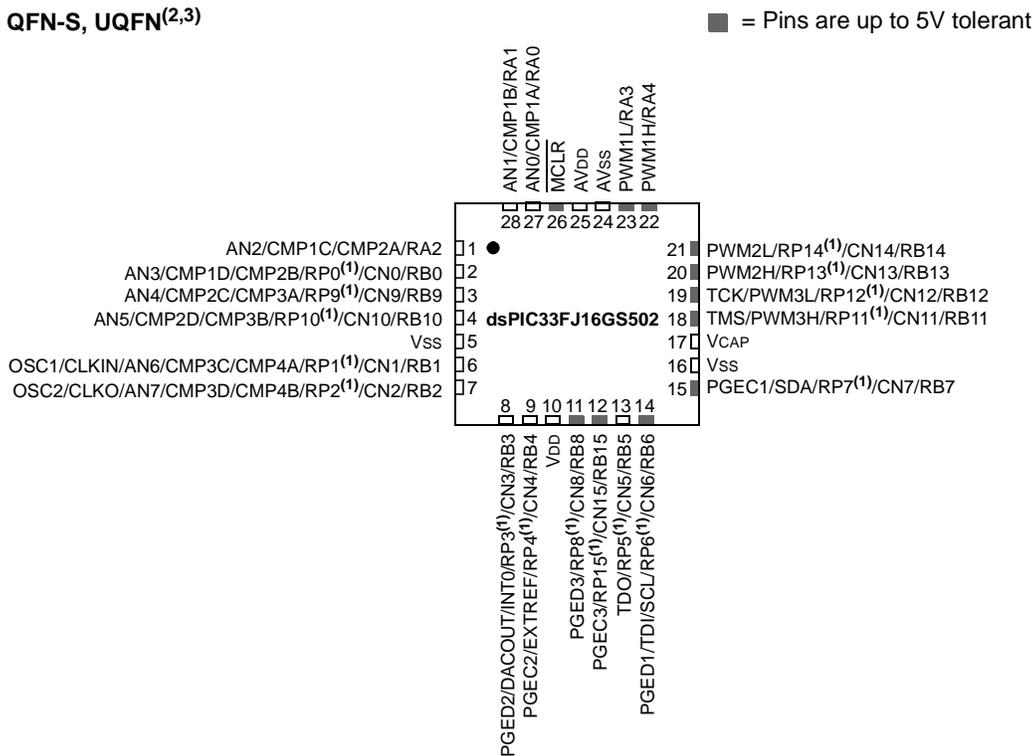 QFN-S, UQFN(2,3)
= Pins are up to 5V tolerant
AN1/CMP1B/RA1
AN0/CMP1A/RA0
MCLR
AVDD
AVSS
PWM1L/RA3
PWM1H/RA4
28 27 26 25 24 23 22
AN2/CMP1C/CMP2A/RA2 1
AN3/CMP1D/CMP2B/RP0(1)/CN0/RB0 2
AN4/CMP2C/CMP3A/RP9(1)/CN9/RB9 3
AN5/CMP2D/CMP3B/RP10(1)/CN10/RB10 4
VSS 5
OSC1/CLKIN/AN6/CMP3C/CMP4A/RP1(1)/CN1/RB1 6
OSC2/CLKO/AN7/CMP3D/CMP4B/RP2(1)/CN2/RB2 7
dsPIC33FJ16GS502
21 PWM2L/RP14(1)/CN14/RB14
20 PWM2H/RP13(1)/CN13/RB13
19 TCK/PWM3L/RP12(1)/CN12/RB12
18 TMS/PWM3H/RP11(1)/CN11/RB11
17 VCAP
16 VSS
15 PGEC1/SDA/RP7(1)/CN7/RB7
8 9 10 11 12 13 14
PGED2/DACOUT/INT0/RP3(1)/CN3/RB3
PGEC2/EXTREF/RP4(1)/CN4/RB4
VDD
PGED3/RP8(1)/CN8/RB8
PGEC3/RP15(1)/CN15/RB15
TDO/RP5(1)/CN5/RB5
PGED1/TDI/SCL/RP6(1)/CN6/RB6